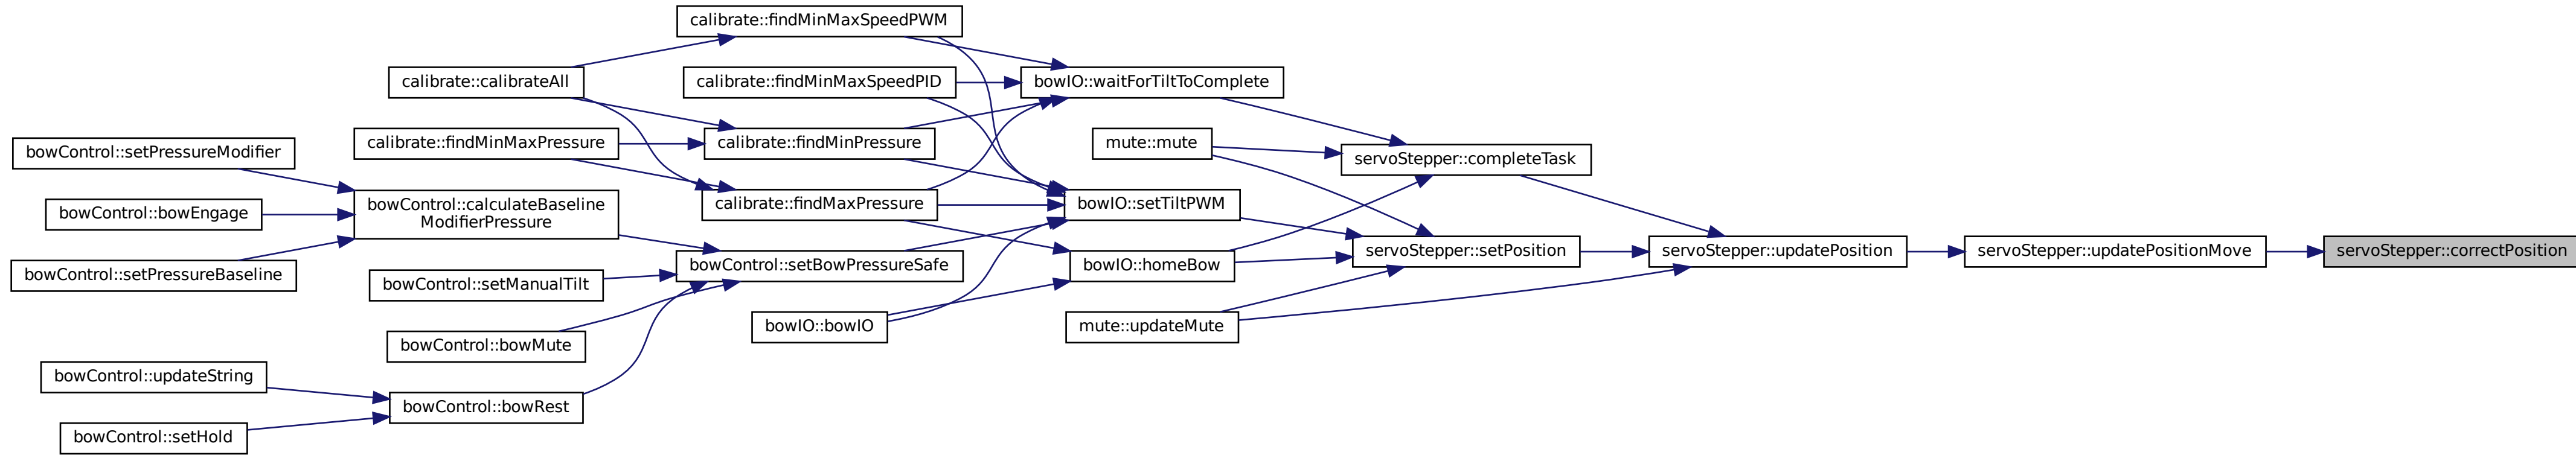 calibrate::findMinMaxSpeedPWM
calibrate::calibrateAll
calibrate::findMinMaxSpeedPID
bowIO::waitForTiltToComplete
bowControl::setPressureModifier
calibrate::findMinMaxPressure
calibrate::findMinPressure
mute::mute
servoStepper::completeTask
bowControl::bowEngage
bowControl::calculateBaseline
ModifierPressure
calibrate::findMaxPressure
bowIO::setTiltPWM
bowControl::setPressureBaseline
bowControl::setManualTilt
bowControl::setBowPressureSafe
bowIO::homeBow
servoStepper::setPosition
servoStepper::updatePosition
servoStepper::updatePositionMove
servoStepper::correctPosition
bowControl::bowMute
bowIO::bowIO
mute::updateMute
bowControl::updateString
bowControl::bowRest
bowControl::setHold